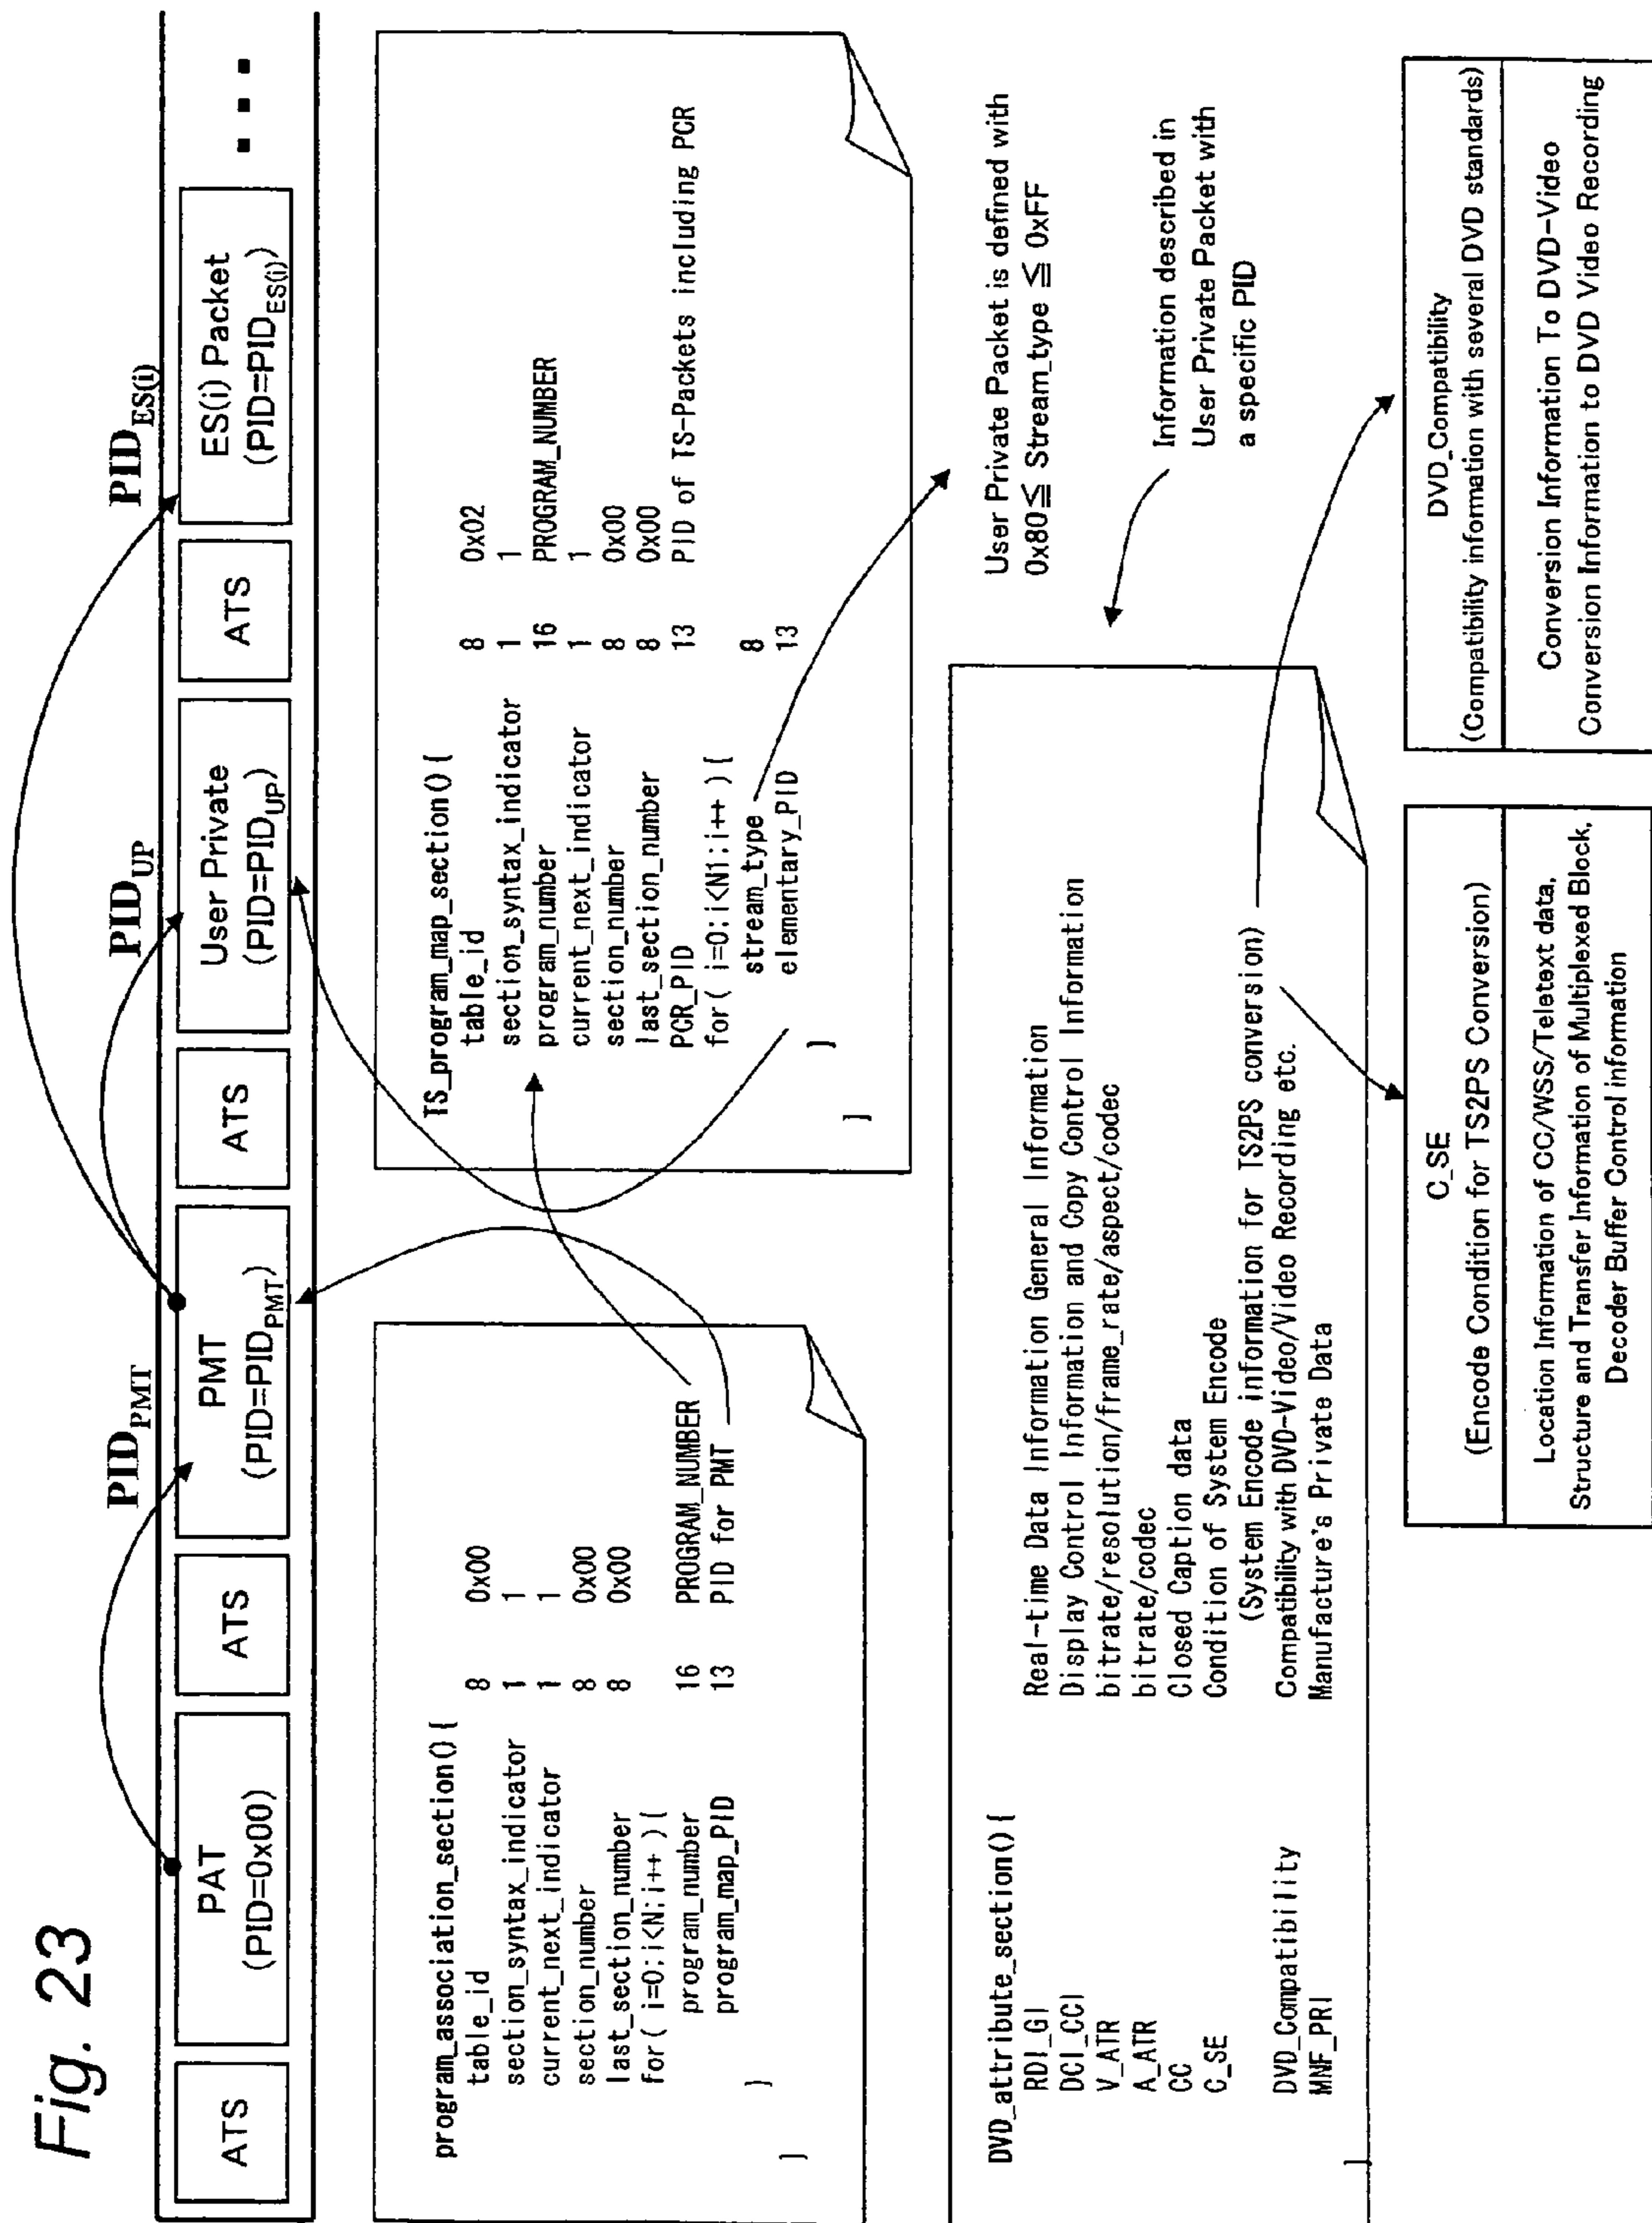 Fig. 23
PID_PMT
PID_UP
PID_ES(i)
ATS
PAT
(PID=0x00)
ATS
PMT
(PID=PID_PMT)
ATS
User Private
(PID=PID_UP)
ATS
ES(i) Packet
(PID=PID_ES(i))
program_association_section() {
table_id 8 0x00
section_syntax_indicator 1 1
current_next_indicator 1 1
section_number 8 0x00
last_section_number 8 0x00
for( i=0;i<N;i++ ) {
program_number 16 PROGRAM_NUMBER
program_map_PID 13 PID for PMT
}
}
TS_program_map_section() {
table_id 8 0x02
section_syntax_indicator 1 1
program_number 16 PROGRAM_NUMBER
current_next_indicator 1 1
section_number 8 0x00
last_section_number 8 0x00
PCR_PID 13 PID of TS-Packets including PCR
for( i=0;i<N1;i++ ) {
stream_type 8
elementary_PID 13
}
}
User Private Packet is defined with
0x80≦ Stream_type ≦ 0xFF
DVD_attribute_section() {
RDI_GI Real-time Data Information General Information
DCI_CCI Display Control Information and Copy Control Information
V_ATR bitrate/resolution/frame_rate/aspect/codec
A_ATR bitrate/codec
CC Closed Caption data
C_SE Condition of System Encode
(System Encode information for TS2PS conversion)
DVD_Compatibility Compatibility with DVD-Video/Video Recording etc.
MNF_PRI Manufacture's Private Data
}
Information described in
User Private Packet with
a specific PID
C_SE
(Encode Condition for TS2PS Conversion)
Location Information of CC/WSS/Teletext data,
Structure and Transfer Information of Multiplexed Block,
Decoder Buffer Control information
DVD_Compatibility
(Compatibility information with several DVD standards)
Conversion Information To DVD-Video
Conversion Information to DVD Video Recording